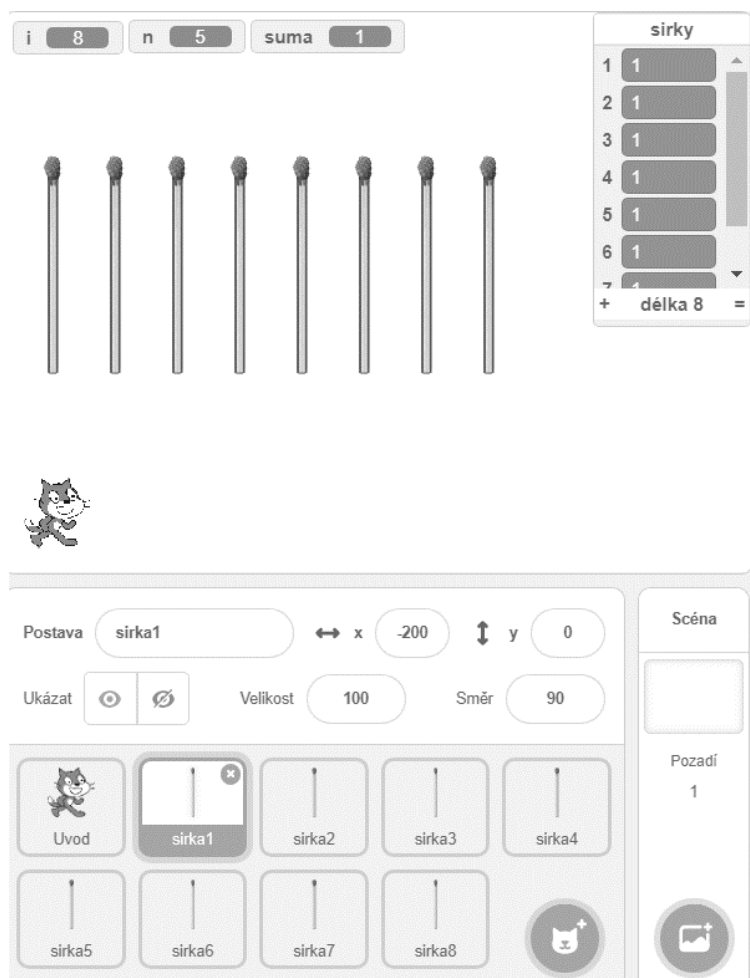 i 8 n 5 suma 1
sirky
1 1
2 1
3 1
4 1
5 1
6 1
7 1
+ délka 8 =
Postava sirka1 x -200 y 0
Ukázat Velikost 100 Směr 90
Scéna
Pozadí
1
Uvod sirka1 sirka2 sirka3 sirka4
sirka5 sirka6 sirka7 sirka8